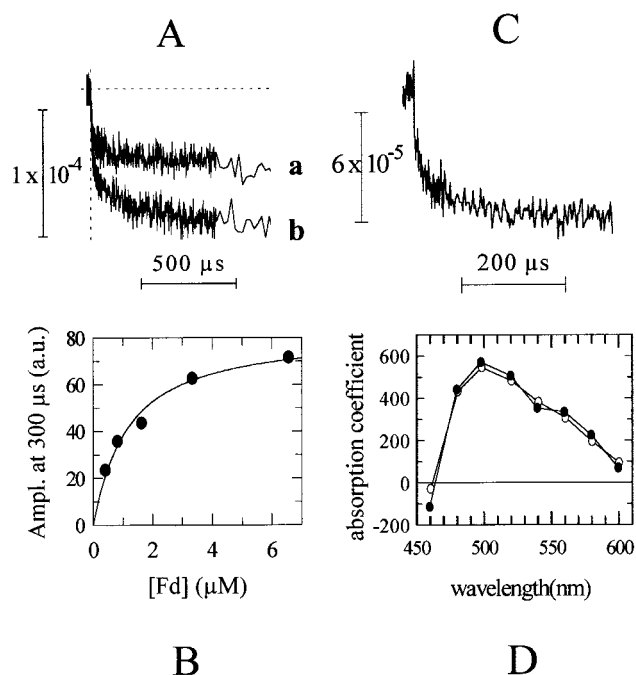 A
C
1 x 10-4
a
b
6 x 10-5
500 µs
200 µs
Ampl. at 300 µs (a.u.)
80
60
40
20
0
0 2 4 6
[Fd] (µM)
absorption coefficient
600
400
200
0
-200
450 500 550 600
wavelength(nm)
B
D